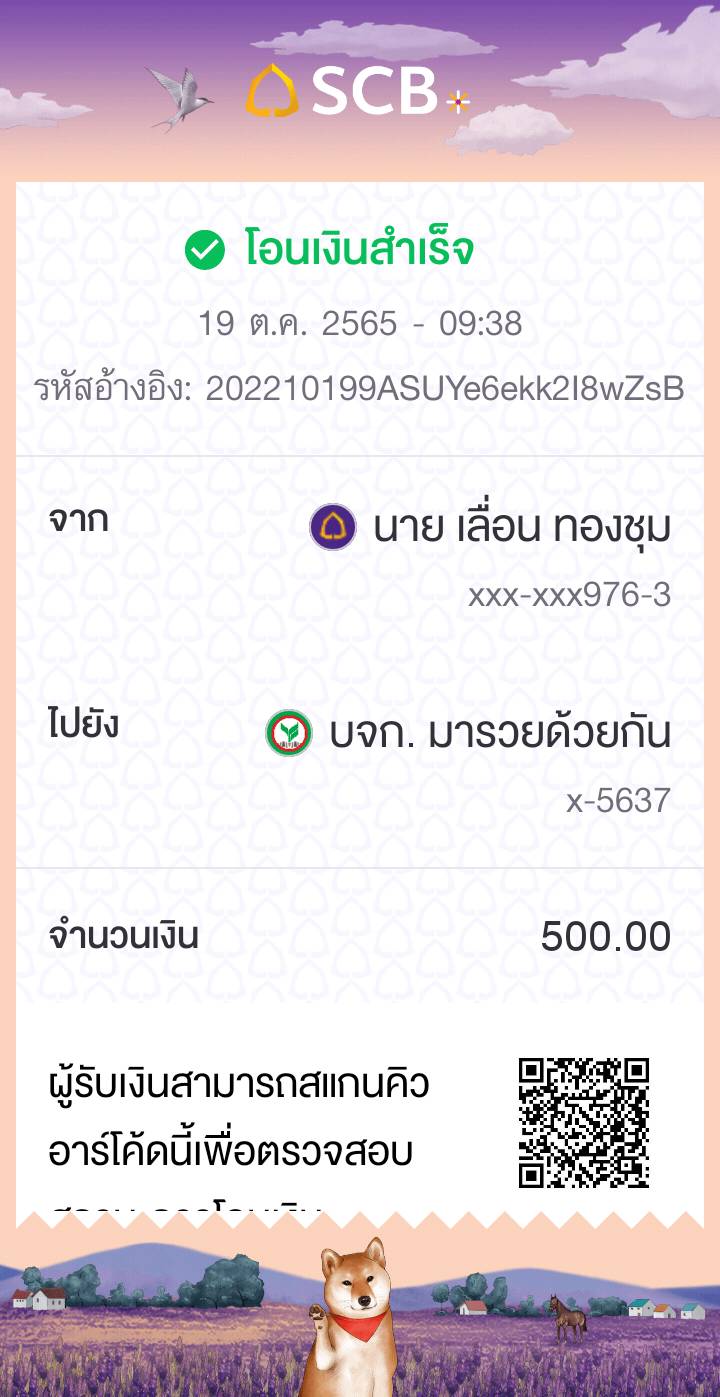 SCB
โอนเงินสำเร็จ
19 ต.ค. 2565 - 09:38
รหัสอ้างอิง: 202210199ASUYe6ekk2I8wZsB
จาก
นาย เลื่อน ทองชุม
xxx-xxx976-3
ไปยัง
บจก. มารวยด้วยกัน
x-5637
จำนวนเงิน 500.00
ผู้รับเงินสามารถสแกนคิว
อาร์โค้ดนี้เพื่อตรวจสอบ